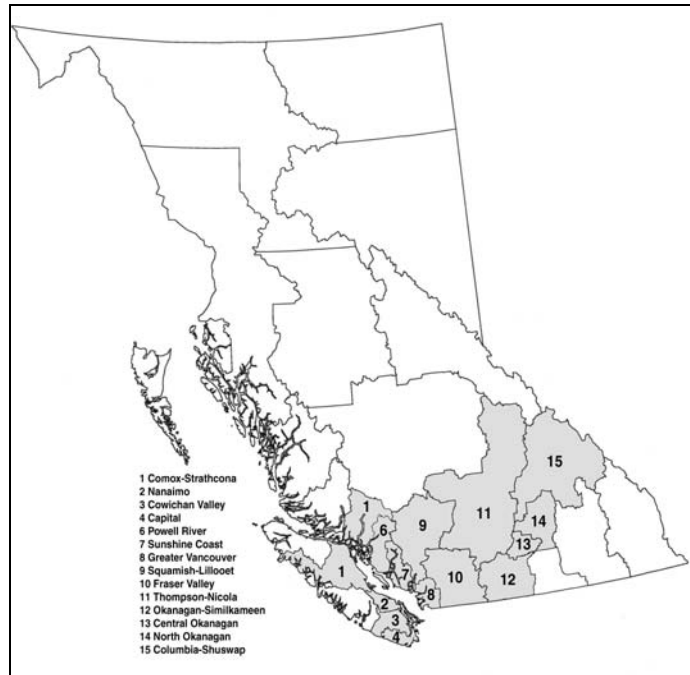 1 Comox-Strathcona
2 Nanaimo
3 Cowichan Valley
4 Capital
6 Powell River
7 Sunshine Coast
8 Greater Vancouver
9 Squamish-Lillooet
10 Fraser Valley
11 Thompson-Nicola
12 Okanagan-Similkameen
13 Central Okanagan
14 North Okanagan
15 Columbia-Shuswap
15
1
11
14
6
9
13
1
7
10
12
8
2
3
4